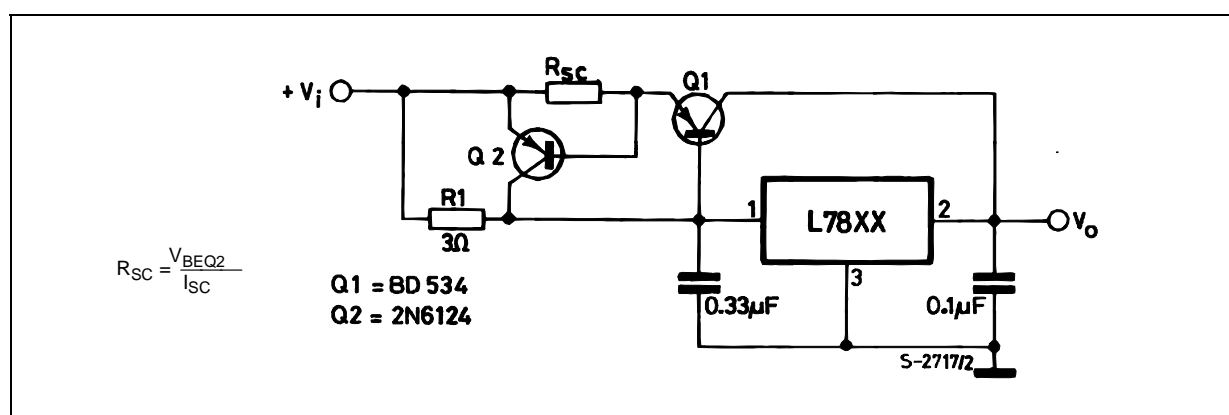 RSC
Q1
+ Vi
Q 2
R1
3Ω
1
L78XX
2
Vo
3
RSC = VBEQ2
ISC
Q1 = BD 534
Q2 = 2N6124
0.33µF
0.1µF
S-2717/2